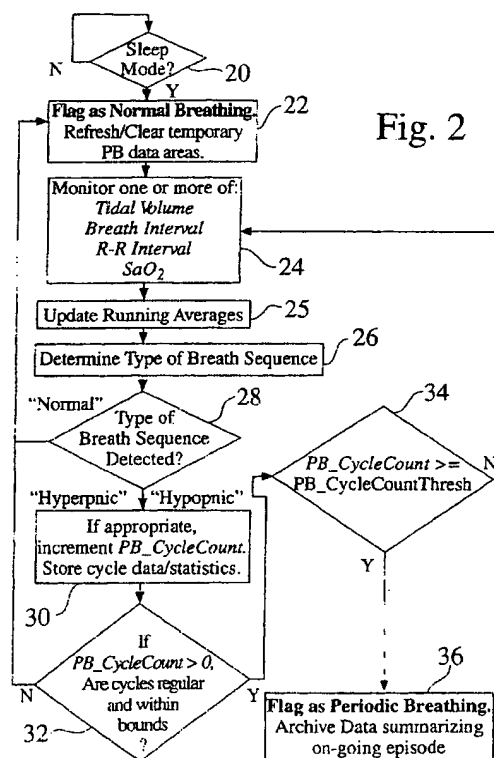 Sleep
Mode?
N
20
Y
Flag as Normal Breathing.
Refresh/Clear temporary
PB data areas.
22
Fig. 2
Monitor one or more of:
Tidal Volume
Breath Interval
R-R Interval
SaO2
24
Update Running Averages
25
Determine Type of Breath Sequence
26
"Normal"
28
Type of
Breath Sequence
Detected?
34
PB_CycleCount >=
PB_CycleCountThresh
N
Y
"Hyperpnic" "Hypopnic"
If appropriate,
increment PB_CycleCount.
Store cycle data/statistics.
30
If
PB_CycleCount > 0,
Are cycles regular
and within
bounds
?
N
Y
32
36
Flag as Periodic Breathing.
Archive Data summarizing
on-going episode